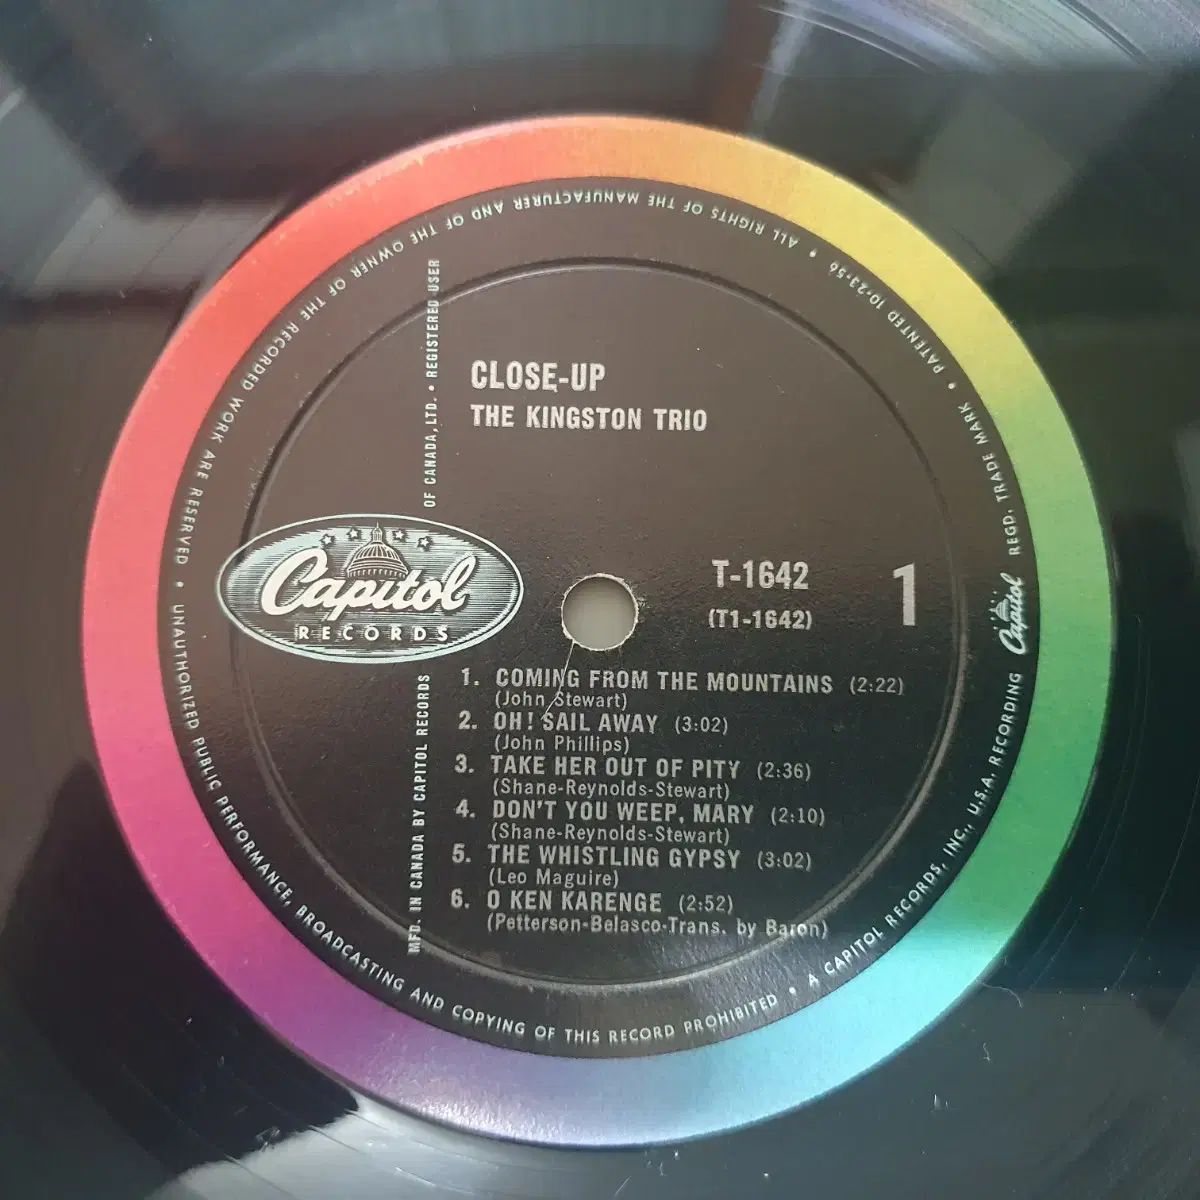 CLOSE-UP
THE KINGSTON TRIO
Capitol
RECORDS
T-1642
(T1-1642)
1
1. COMING FROM THE MOUNTAINS (2:22)
(John Stewart)
2. OH! SAIL AWAY (3:02)
(John Phillips)
3. TAKE HER OUT OF PITY (2:36)
(Shane-Reynolds-Stewart)
4. DON'T YOU WEEP, MARY (2:10)
(Shane-Reynolds-Stewart)
5. THE WHISTLING GYPSY (3:02)
(Leo Maguire)
6. O KEN KARENGE (2:52)
(Petterson-Belasco-Trans. by Baron)
MFD. IN CANADA BY CAPITOL RECORDS OF CANADA, LTD. • REGISTERED USER
UNAUTHORIZED PUBLIC PERFORMANCE, BROADCASTING AND COPYING OF THIS RECORD PROHIBITED • A CAPITOL RECORDS, INC., U.S.A. RECORDING Capitol REGD. TRADE MARK • PATENTED 10-23-56 • ALL RIGHTS OF THE MANUFACTURER AND OF THE OWNER OF THE RECORDED WORK ARE RESERVED •